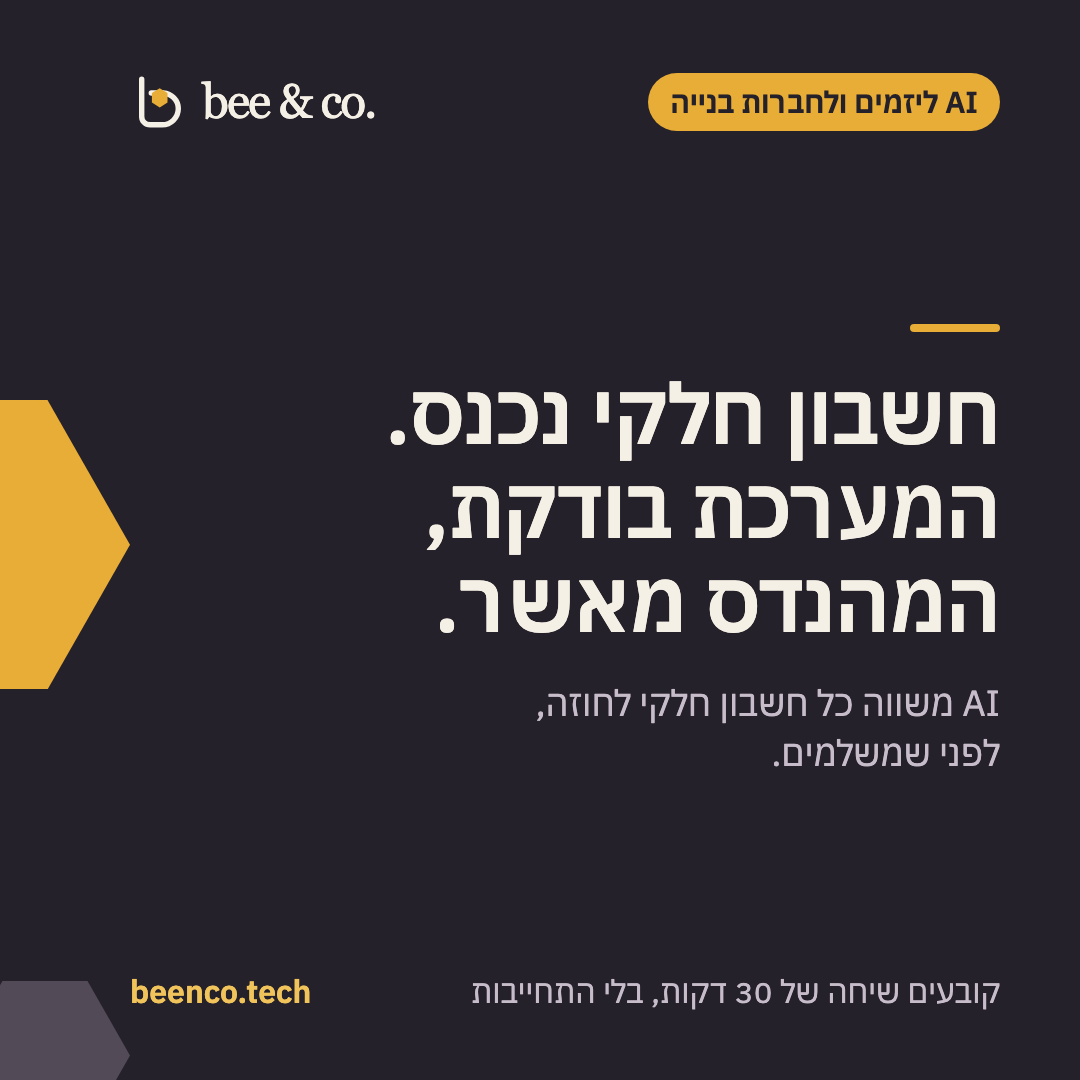 AI ליזמים ולחברות בנייה
bee & co.
חשבון חלקי נכנס.
המערכת בודקת,
המהנדס מאשר.
AI משווה כל חשבון חלקי לחוזה,
לפני שמשלמים.
קובעים שיחה של 30 דקות, בלי התחייבות
beenco.tech